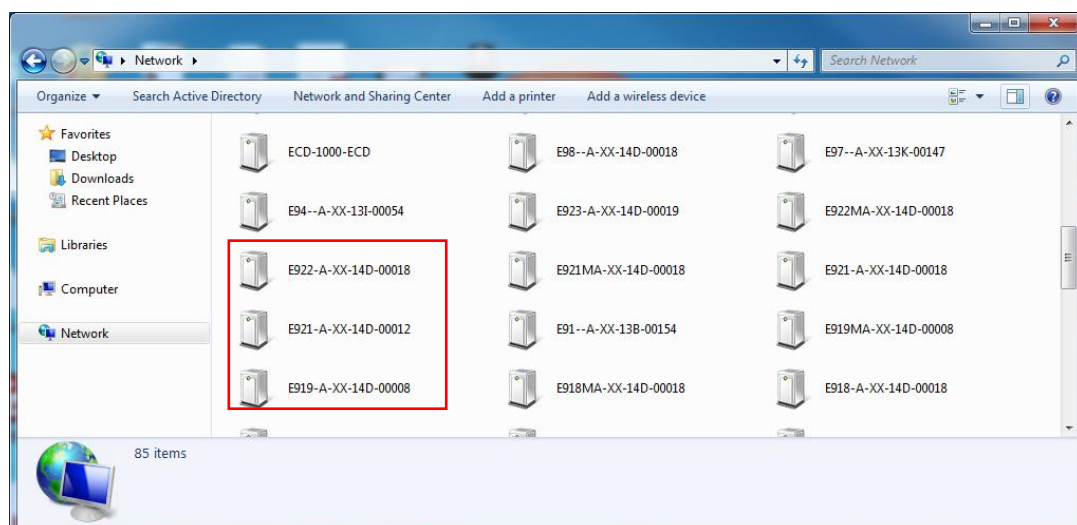 Network
Search Network
Organize Search Active Directory Network and Sharing Center Add a printer Add a wireless device
Favorites
Desktop
Downloads
Recent Places
Libraries
Computer
Network
ECD-1000-ECD E98--A-XX-14D-00018 E97--A-XX-13K-00147
E94--A-XX-13I-00054 E923-A-XX-14D-00019 E922MA-XX-14D-00018
E922-A-XX-14D-00018 E921MA-XX-14D-00018 E921-A-XX-14D-00018
E921-A-XX-14D-00012 E91--A-XX-13B-00154 E919MA-XX-14D-00008
E919-A-XX-14D-00008 E918MA-XX-14D-00018 E918-A-XX-14D-00018
85 items